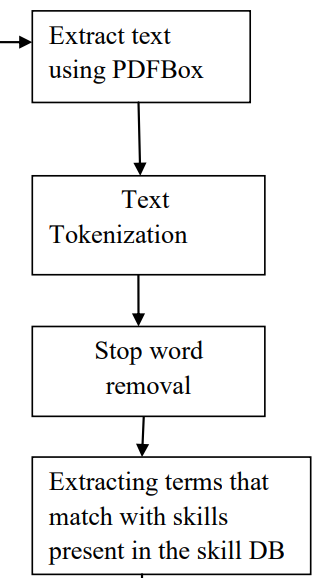 Extract text
using PDFBox
Text
Tokenization
Stop word
removal
Extracting terms that
match with skills
present in the skill DB